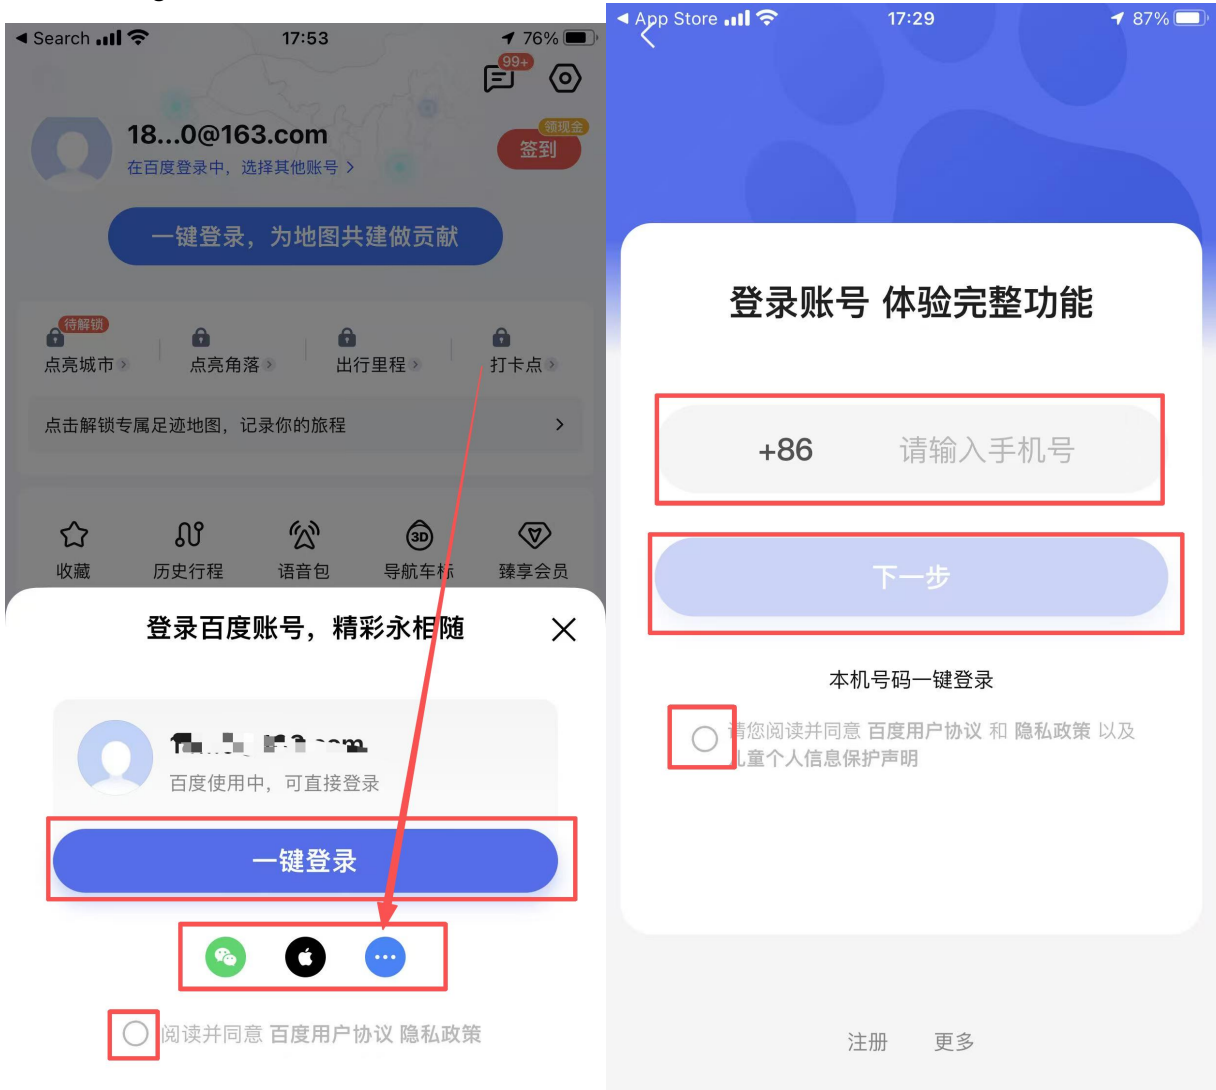 Search
17:53
76%
99+
18...0@163.com
领现金
签到
在百度登录中，选择其他账号 >
一键登录，为地图共建做贡献
待解锁
点亮城市 >
点亮角落 >
出行里程 >
打卡点 >
点击解锁专属足迹地图，记录你的旅程 >
3D
收藏
历史行程
语音包
导航车标
臻享会员
登录百度账号，精彩永相随
百度使用中，可直接登录
一键登录
阅读并同意 百度用户协议 隐私政策
App Store
17:29
87%
登录账号 体验完整功能
+86
请输入手机号
下一步
本机号码一键登录
请您阅读并同意 百度用户协议 和 隐私政策 以及
儿童个人信息保护声明
注册
更多